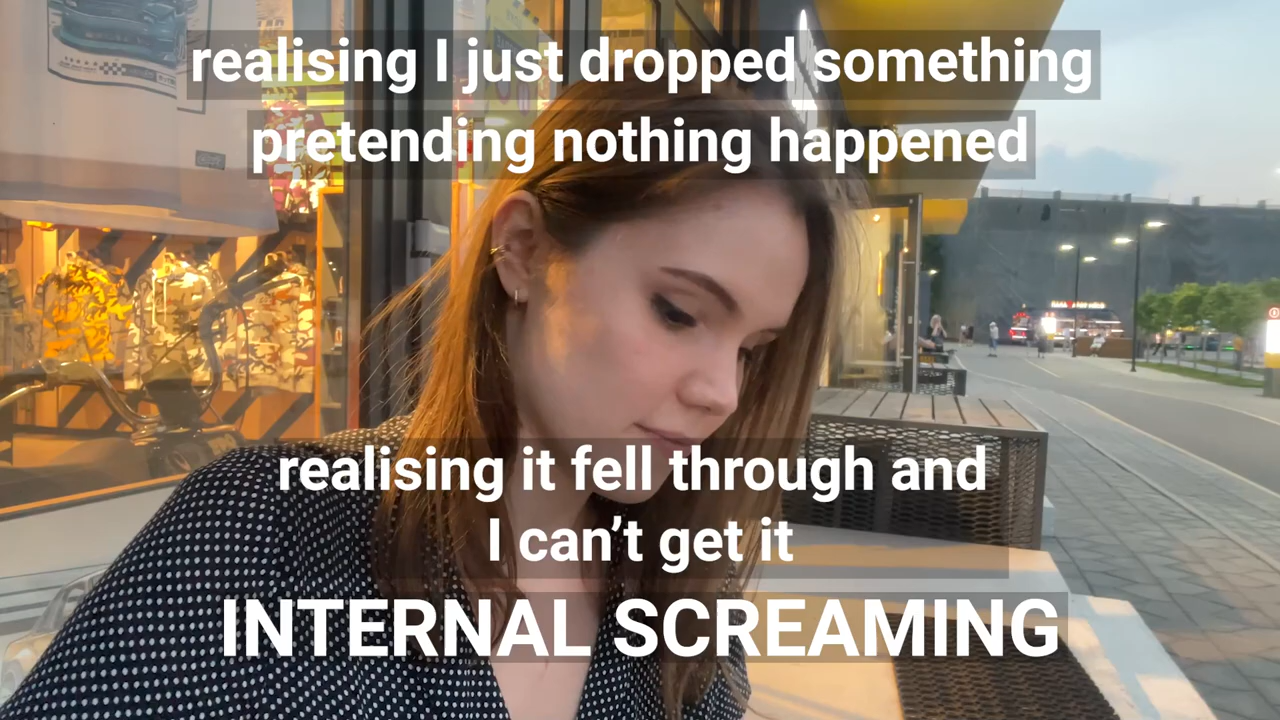 realising I just dropped something
pretending nothing happened
realising it fell through and
I can’t get it
INTERNAL SCREAMING